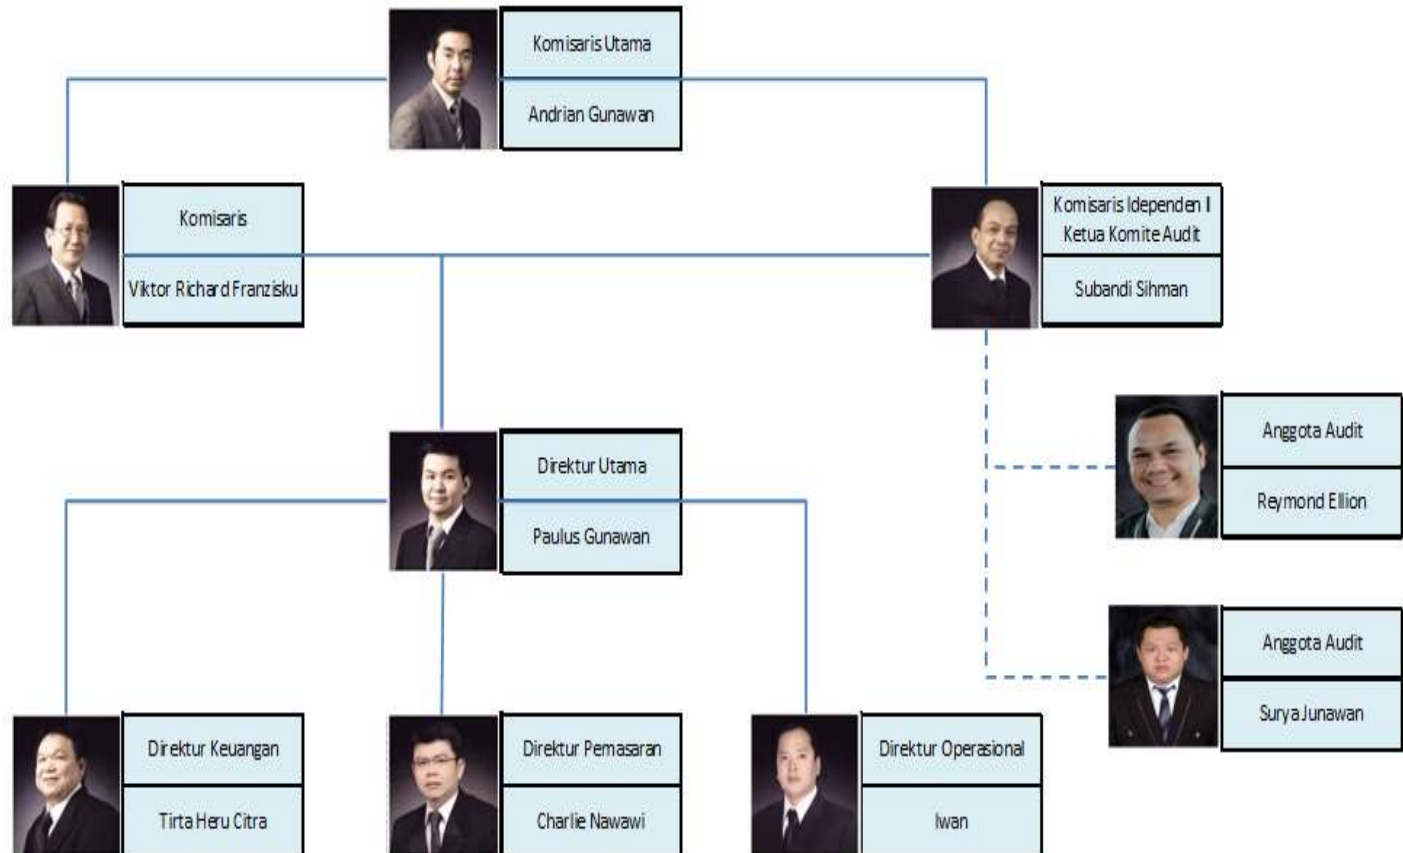 Komisaris Utama
Andrian Gunawan
Komisaris
Viktor Richard Franzisku
Komisaris Idependen II
Ketua Komite Audit
Subandi Sihman
Anggota Audit
Reymond Ellion
Direktur Utama
Paulus Gunawan
Anggota Audit
Surya Junawan
Direktur Keuangan
Tirta Heru Citra
Direktur Pemasaran
Charlie Nawawi
Direktur Operasional
Iwan